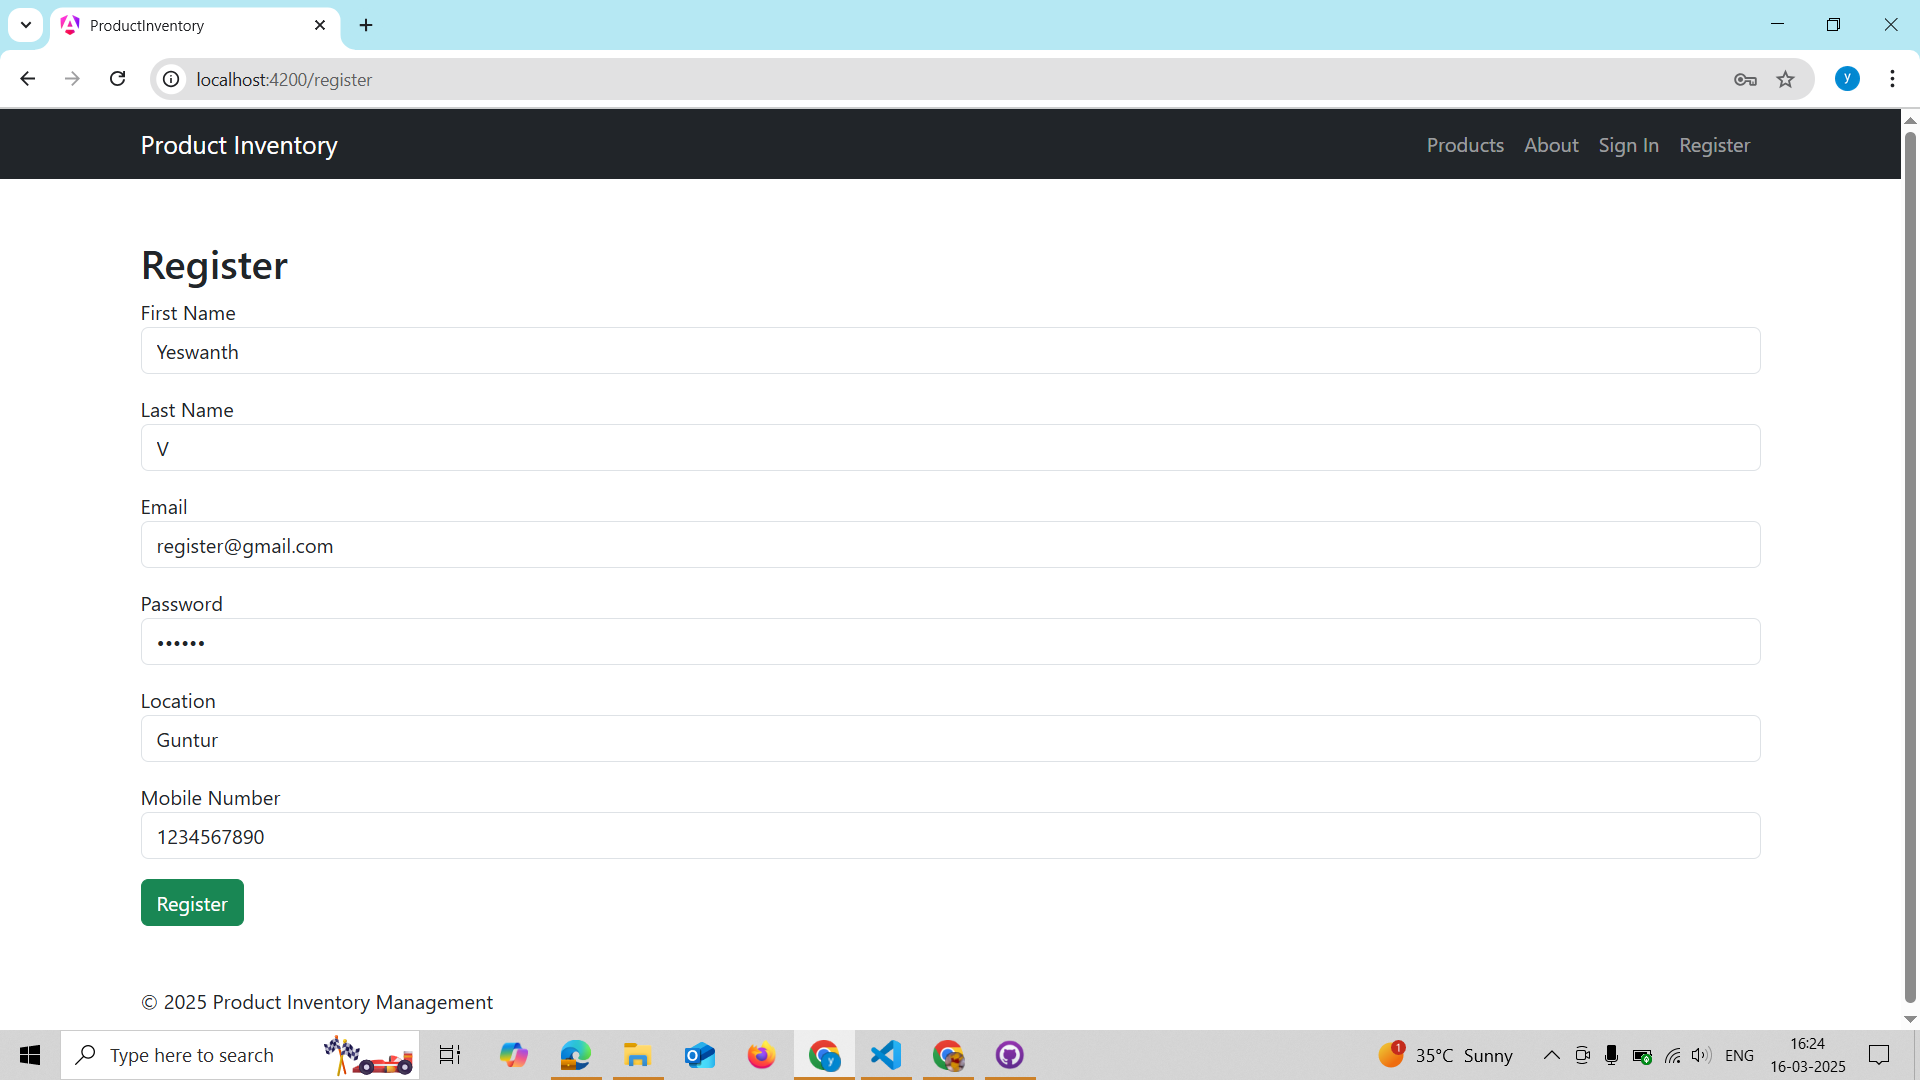 ProductInventory
localhost:4200/register
y
Product Inventory
Products About Sign In Register
Register
First Name
Yeswanth
Last Name
V
Email
register@gmail.com
Password
••••••
Location
Guntur
Mobile Number
1234567890
Register
© 2025 Product Inventory Management
Type here to search
1
35°C Sunny
ENG
16:24
16-03-2025